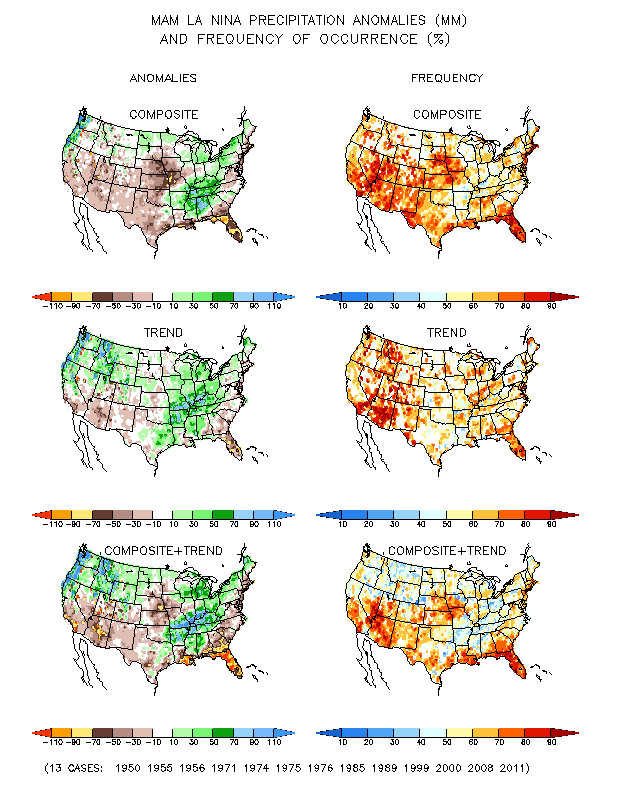 MAM LA NINA PRECIPITATION ANOMALIES (MM)
AND FREQUENCY OF OCCURRENCE (%)
ANOMALIES FREQUENCY
COMPOSITE COMPOSITE
-110 -90 -70 -50 -30 -10 10 30 50 70 90 110 10 20 30 40 50 60 70 80 90
TREND TREND
-110 -90 -70 -50 -30 -10 10 30 50 70 90 110 10 20 30 40 50 60 70 80 90
COMPOSITE+TREND COMPOSITE+TREND
-110 -90 -70 -50 -30 -10 10 30 50 70 90 110 10 20 30 40 50 60 70 80 90
(13 CASES: 1950 1955 1956 1971 1974 1975 1976 1985 1989 1999 2000 2008 2011)